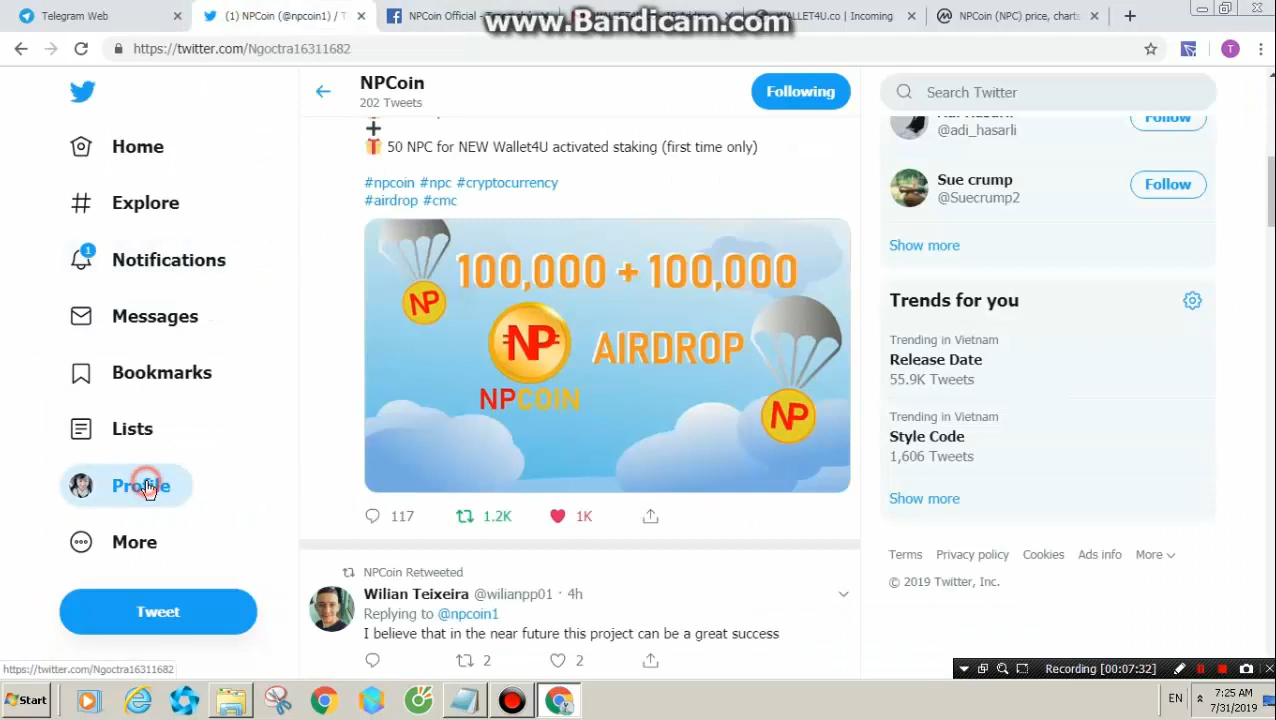 www.Bandicam.com
Telegram Web
(1) NPCoin (@npcoin1) / T
NPCoin Official -
WALLET4U.co | Incoming
NPCoin (NPC) price, charts
https://twitter.com/Ngoctra16311682
T
Home
Explore
1
Notifications
Messages
Bookmarks
Lists
Profile
More
Tweet
NPCoin
202 Tweets
Following
50 NPC for NEW Wallet4U activated staking (first time only)
#npcoin #npc #cryptocurrency
#airdrop #cmc
100,000 + 100,000
NP
NP
AIRDROP
NPCOIN
NP
117
1.2K
1K
NPCoin Retweeted
Wilian Teixeira @wilianpp01 · 4h
Replying to @npcoin1
I believe that in the near future this project can be a great success
2
2
Search Twitter
@adi_hasarli
Follow
Sue crump
@Suecrump2
Follow
Show more
Trends for you
Trending in Vietnam
Release Date
55.9K Tweets
Trending in Vietnam
Style Code
1,606 Tweets
Show more
Terms Privacy policy Cookies Ads info More
© 2019 Twitter, Inc.
https://twitter.com/Ngoctra16311682
Recording [00:07:32]
Start
EN
7:25 AM
7/31/2019